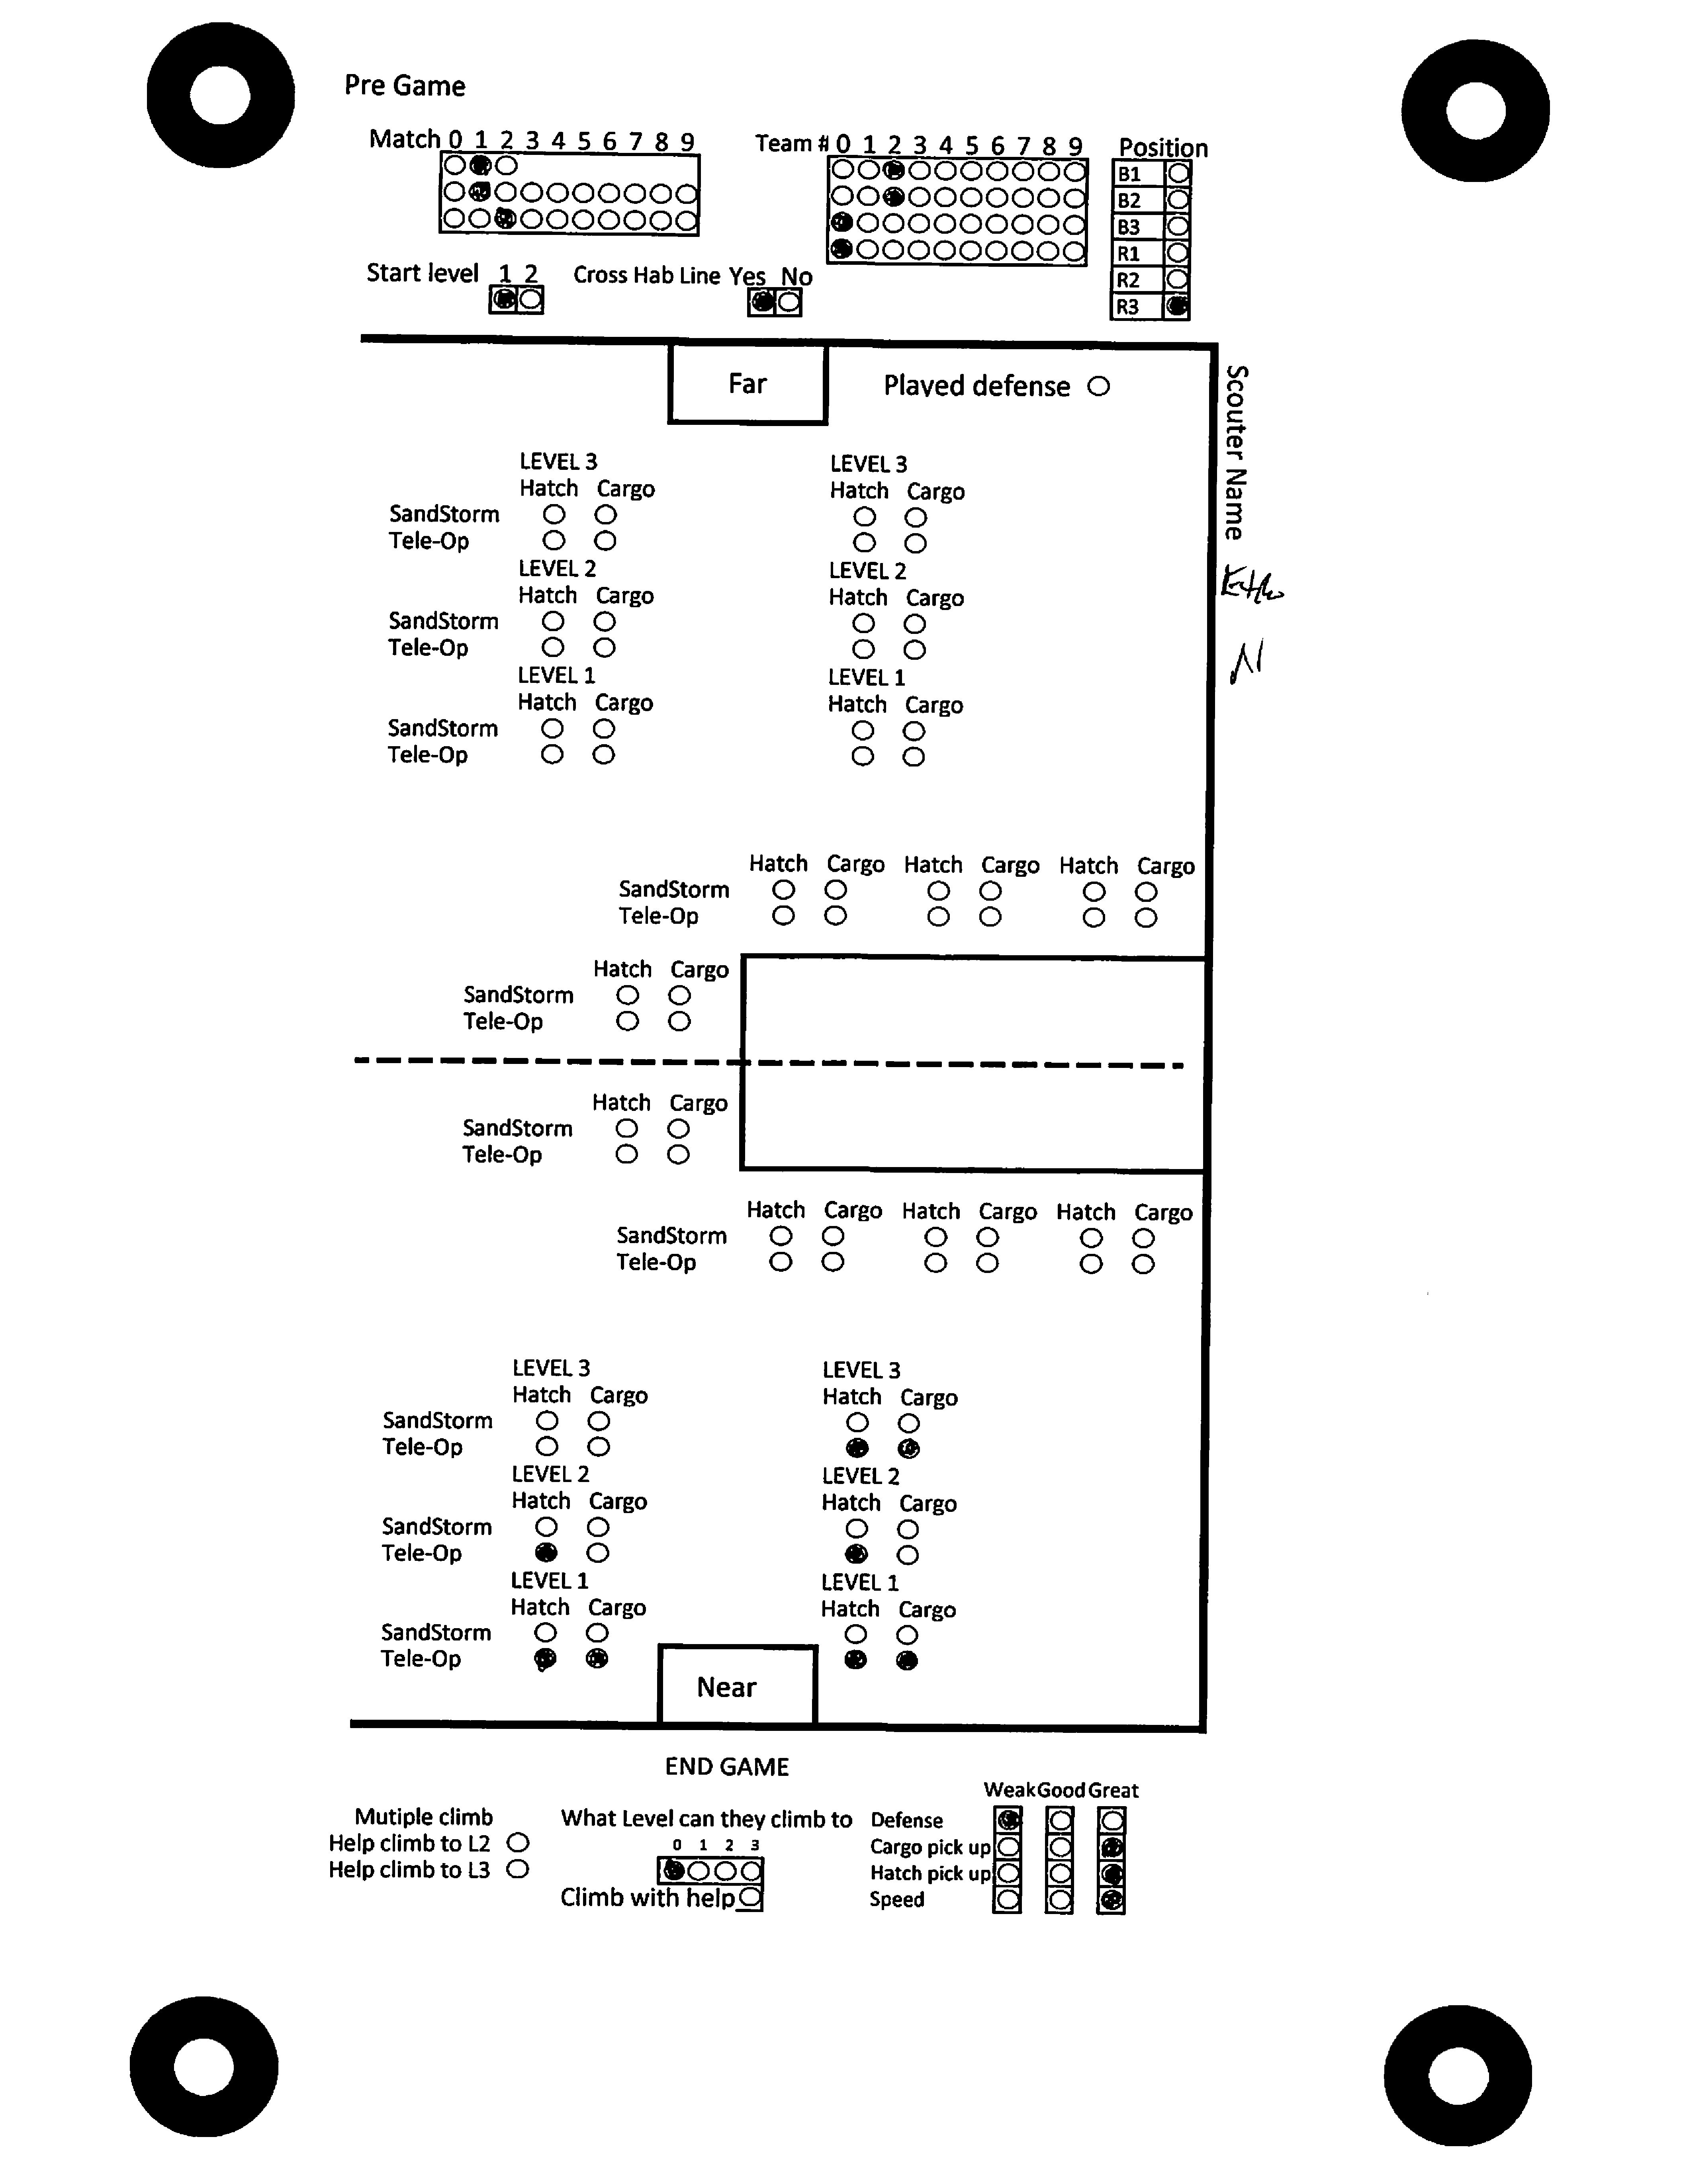 Pre Game
Match 0 1 2 3 4 5 6 7 8 9
Team # 0 1 2 3 4 5 6 7 8 9
Position
B1
B2
B3
R1
R2
R3
Start level 1 2
Cross Hab Line Yes No
Far
Played defense
Scouter Name
N
LEVEL 3 LEVEL 3
Hatch Cargo Hatch Cargo
SandStorm
Tele-Op
LEVEL 2 LEVEL 2
Hatch Cargo Hatch Cargo
SandStorm
Tele-Op
LEVEL 1 LEVEL 1
Hatch Cargo Hatch Cargo
SandStorm
Tele-Op
Hatch Cargo Hatch Cargo Hatch Cargo
SandStorm
Tele-Op
Hatch Cargo
SandStorm
Tele-Op
Hatch Cargo
SandStorm
Tele-Op
Hatch Cargo Hatch Cargo Hatch Cargo
SandStorm
Tele-Op
LEVEL 3 LEVEL 3
Hatch Cargo Hatch Cargo
SandStorm
Tele-Op
LEVEL 2 LEVEL 2
Hatch Cargo Hatch Cargo
SandStorm
Tele-Op
LEVEL 1 LEVEL 1
Hatch Cargo Hatch Cargo
SandStorm
Tele-Op
Near
END GAME
Mutiple climb
Help climb to L2
Help climb to L3
What Level can they climb to
0 1 2 3
Climb with help
Weak Good Great
Defense
Cargo pick up
Hatch pick up
Speed